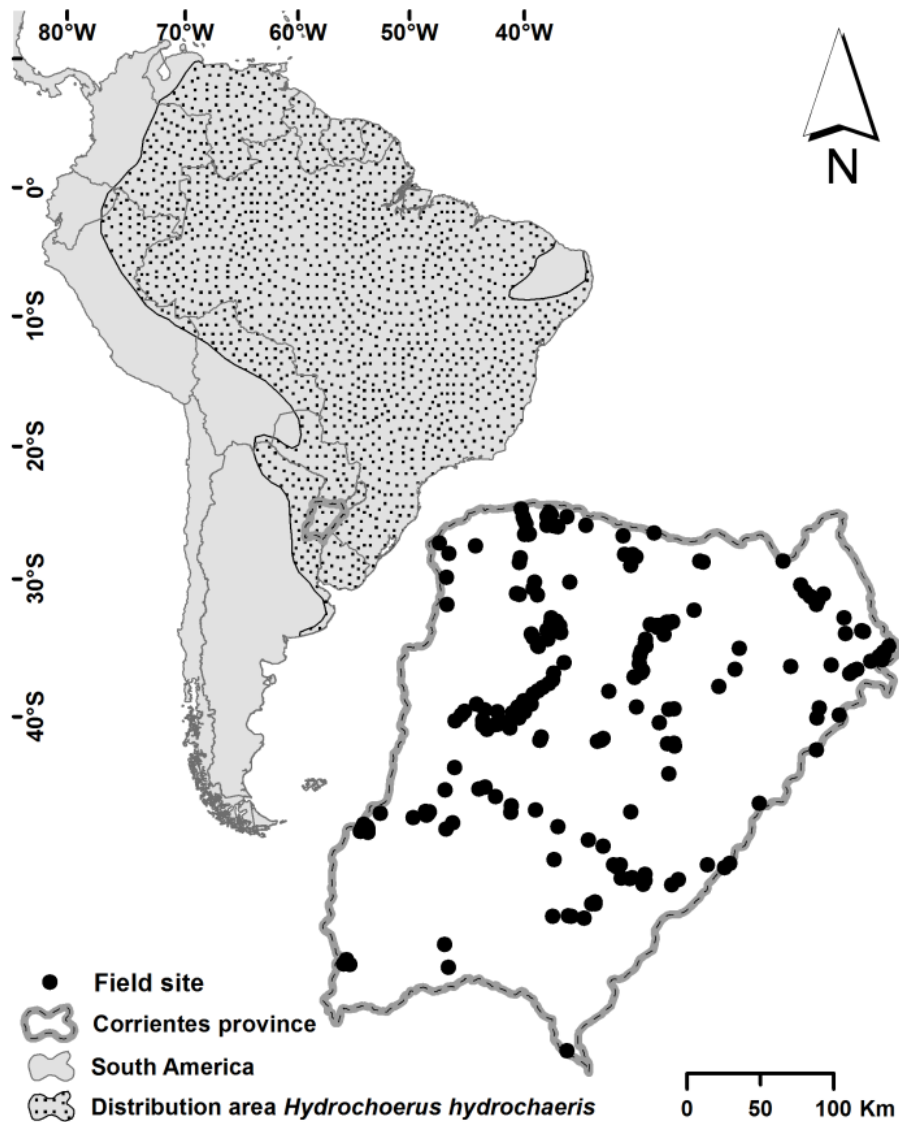 80°W 70°W 60°W 50°W 40°W
N
0°
10°S
20°S
30°S
40°S
Field site
Corrientes province
South America
Distribution area Hydrochoerus hydrochaeris
0 50 100 Km